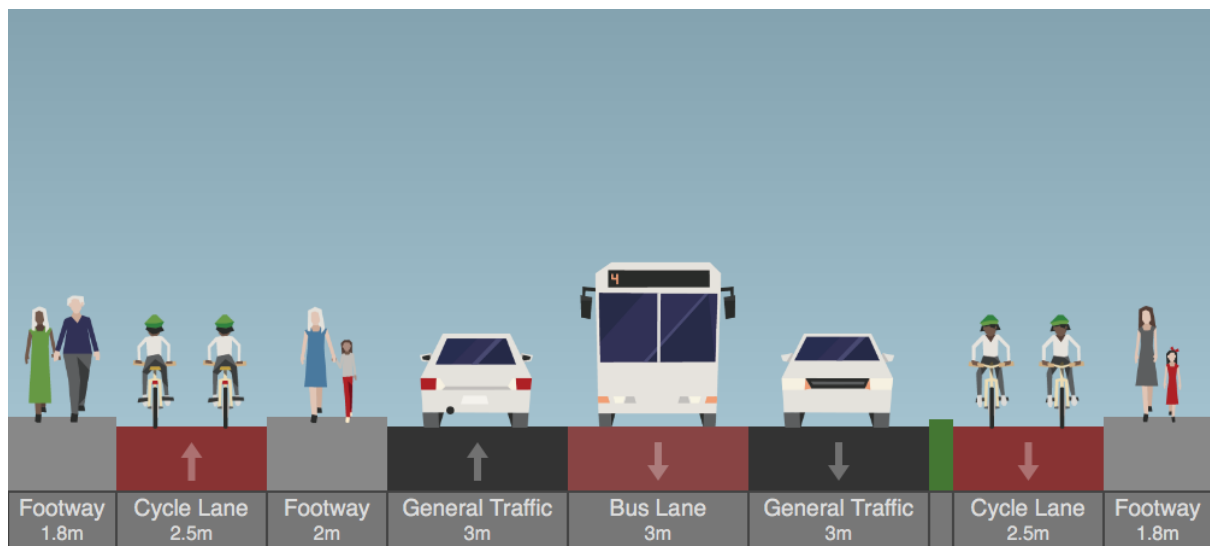 4
Footway
1.8m
Cycle Lane
2.5m
Footway
2m
General Traffic
3m
Bus Lane
3m
General Traffic
3m
Cycle Lane
2.5m
Footway
1.8m